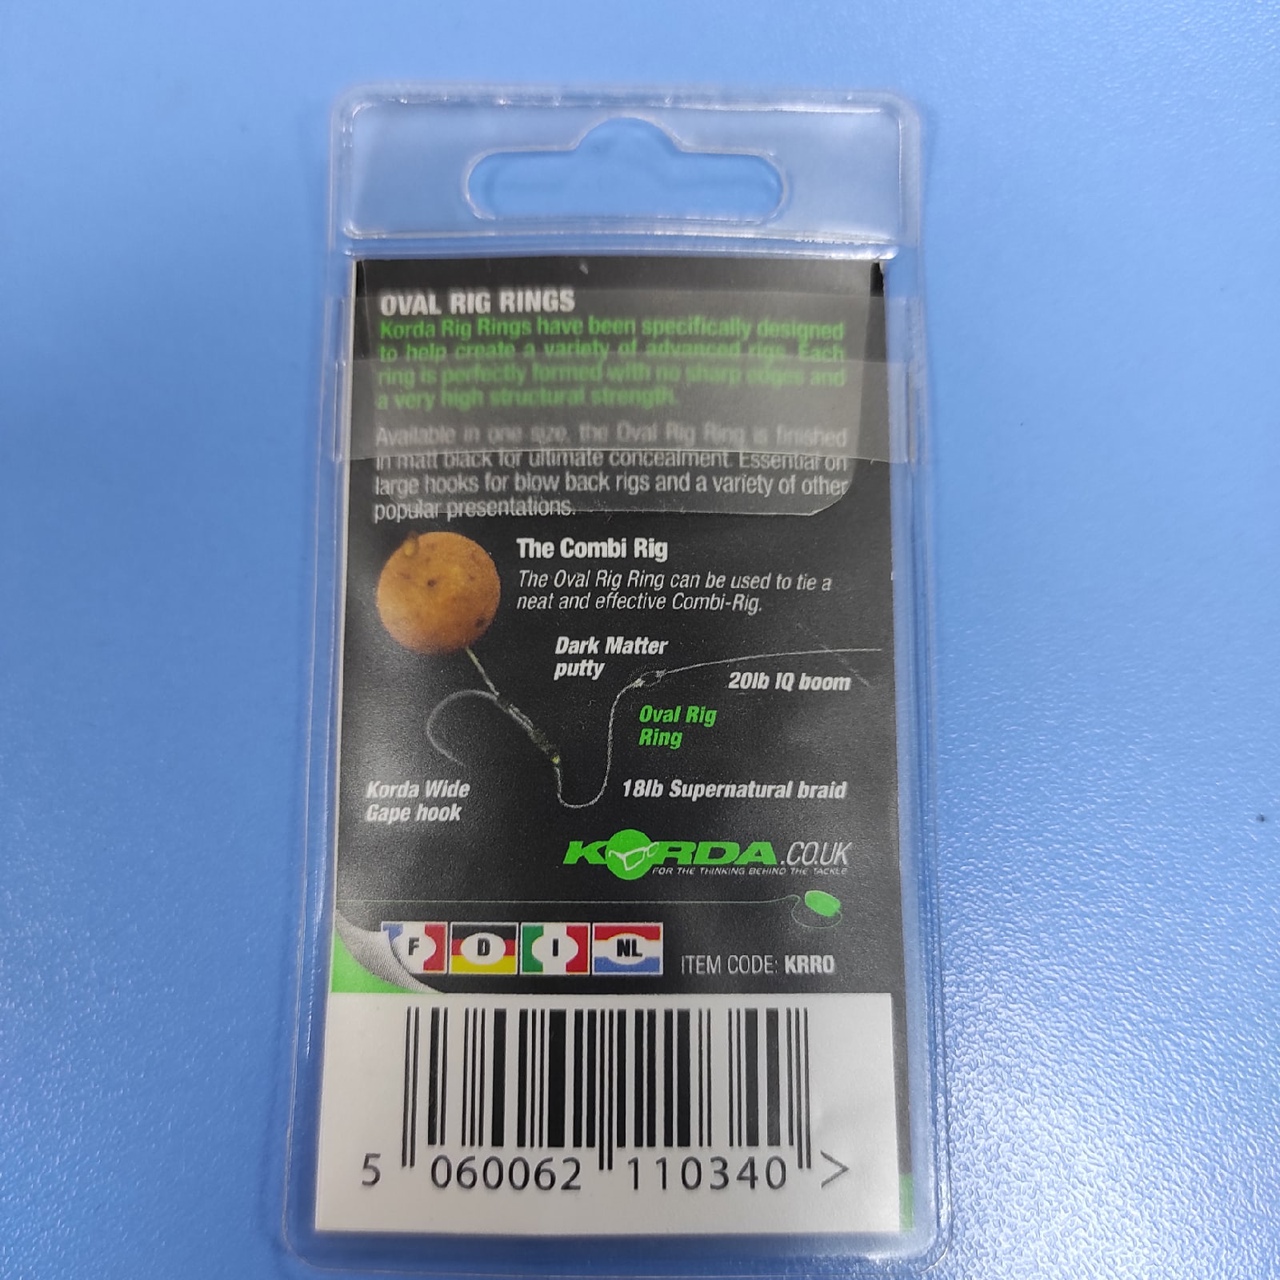 OVAL RIG RINGS
Korda Rig Rings have been specifically designed
to help create a variety of advanced rigs. Each
ring is perfectly formed with no sharp edges and
a very high structural strength.
Available in one size, the Oval Rig Ring is finished
in matt black for ultimate concealment. Essential on
large hooks for blow back rigs and a variety of other
popular presentations.
The Combi Rig
The Oval Rig Ring can be used to tie a
neat and effective Combi-Rig.
Dark Matter
putty
20lb IQ boom
Oval Rig
Ring
Korda Wide
Gape hook
18lb Supernatural braid
KORDA.CO.UK
FOR THE THINKING BEHIND THE TACKLE
F D I NL
ITEM CODE: KRRO
5 060062 110340 >